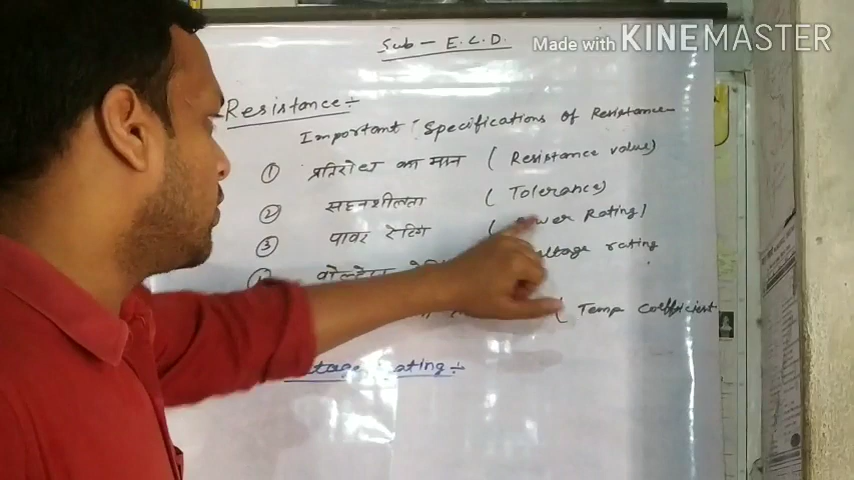 Sub — E.C.D.
Made with KINEMASTER
Resistance :-
Important Specifications of Resistance
① प्रतिरोध का मान ( Resistance value)
② सहनशीलता ( Tolerance)
③ पावर रेटिंग ( Power Rating)
वोल्टेज voltage rating
( Temp coefficient
rating :-